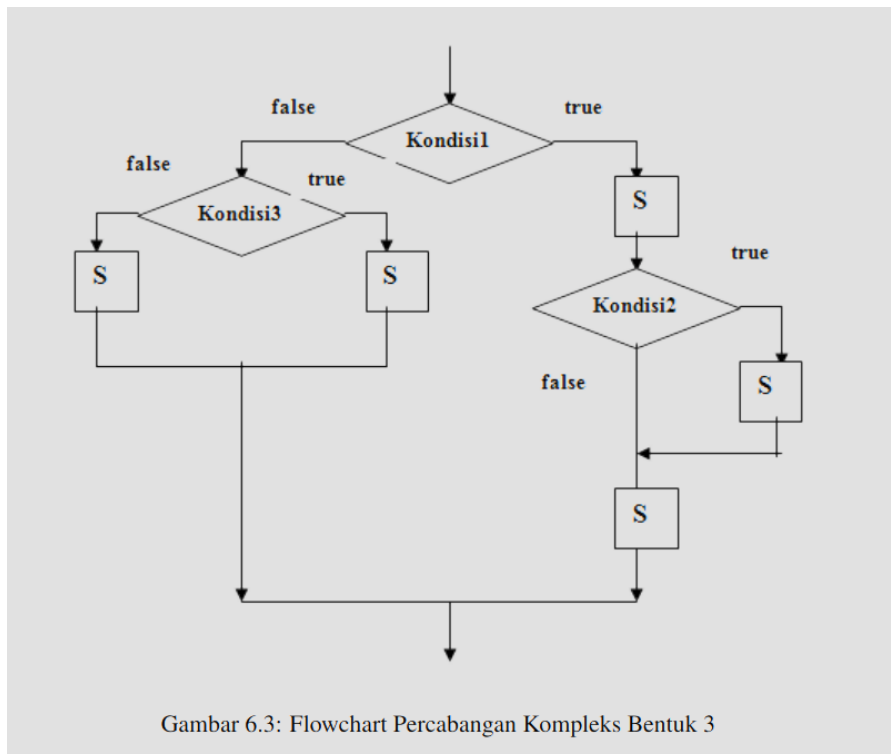 false
true
Kondisi1
false
true
Kondisi3
S
S
S
true
Kondisi2
false
S
S
Gambar 6.3: Flowchart Percabangan Kompleks Bentuk 3